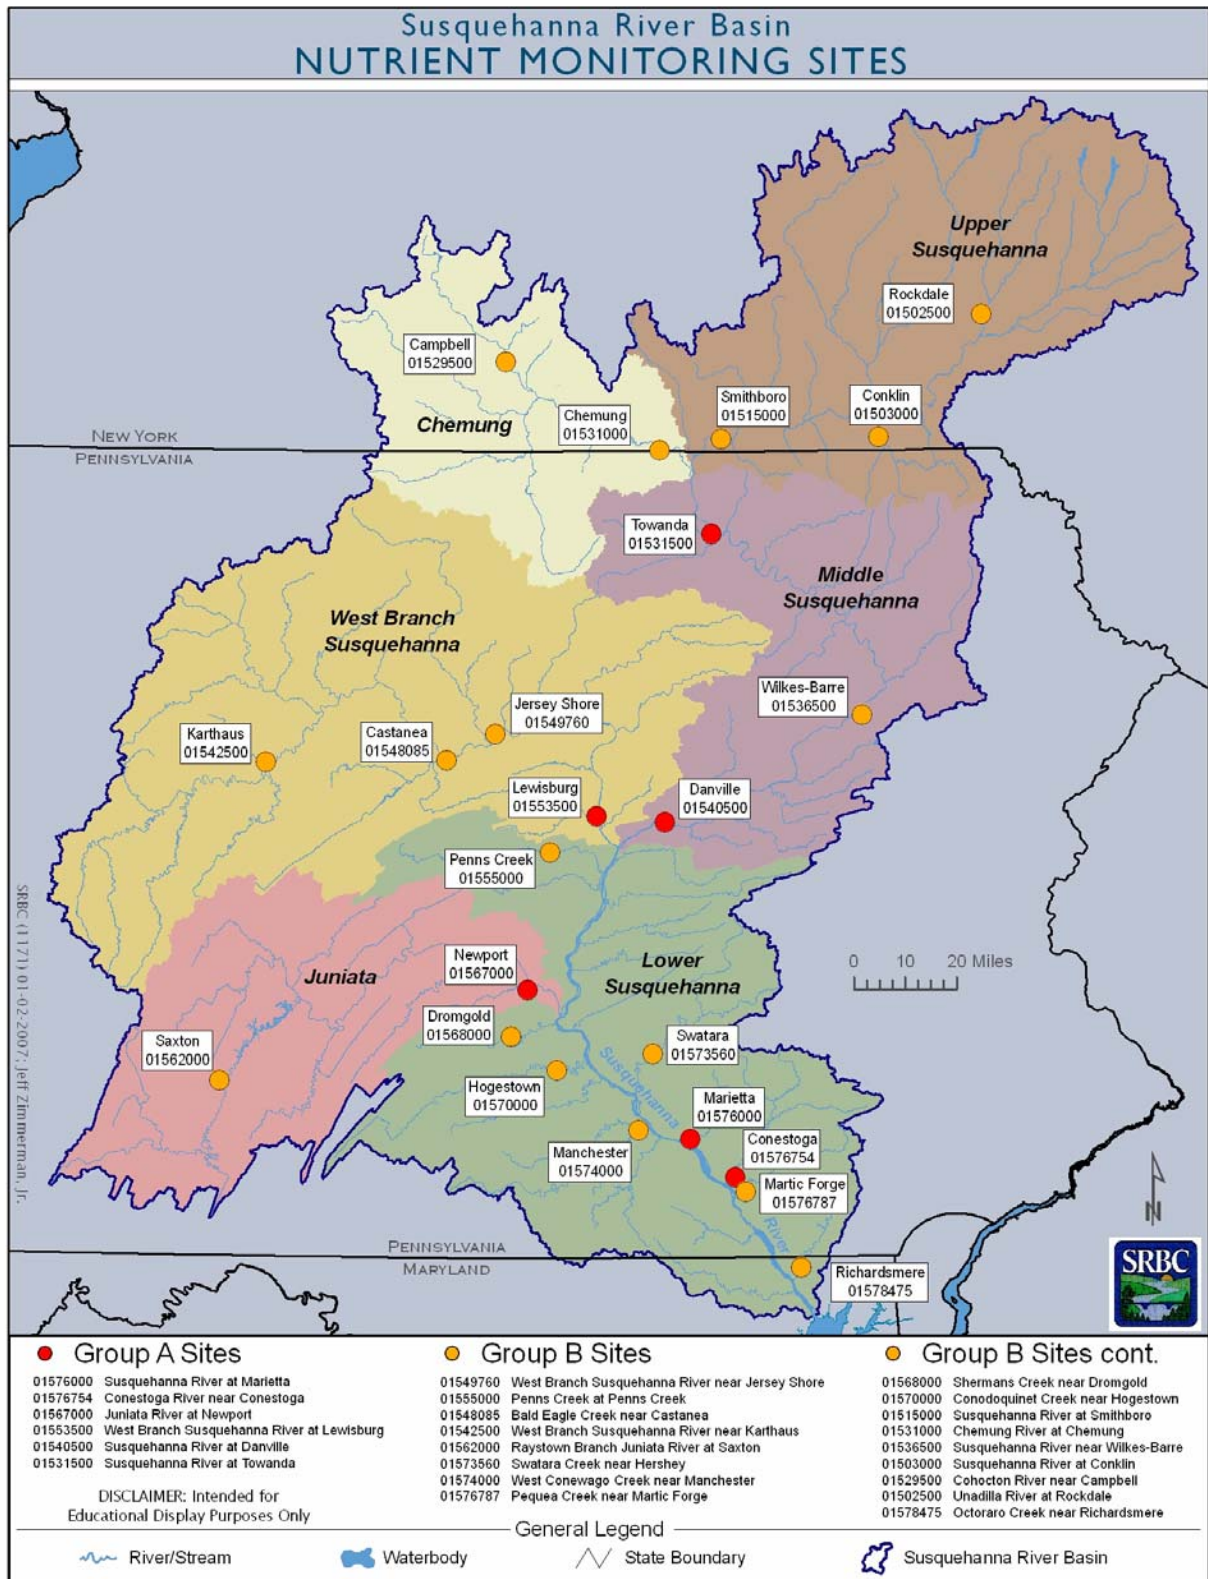 Susquehanna River Basin
NUTRIENT MONITORING SITES
Upper
Susquehanna
Rockdale
01502500
Campbell
01529500
Chemung
Chemung
01531000
Smithboro
01515000
Conklin
01503000
NEW YORK
PENNSYLVANIA
Towanda
01531500
Middle
Susquehanna
West Branch
Susquehanna
Wilkes-Barre
01536500
Jersey Shore
01549760
Karthaus
01542500
Castanea
01548085
Lewisburg
01553500
Danville
01540500
Penns Creek
01555000
Newport
01567000
Juniata
Lower
Susquehanna
0 10 20 Miles
Dromgold
01568000
Saxton
01562000
Swatara
01573560
Hogestown
01570000
Susquehanna
River
Marietta
01576000
Manchester
01574000
Conestoga
01576754
Martic Forge
01576787
N
PENNSYLVANIA
MARYLAND
Richardsmere
01578475
SRBC
SRBC (1171) 01-02-2007; Jeff Zimmerman, Jr.
Group A Sites
01576000 Susquehanna River at Marietta
01576754 Conestoga River near Conestoga
01567000 Juniata River at Newport
01553500 West Branch Susquehanna River at Lewisburg
01540500 Susquehanna River at Danville
01531500 Susquehanna River at Towanda
DISCLAIMER: Intended for
Educational Display Purposes Only
Group B Sites
01549760 West Branch Susquehanna River near Jersey Shore
01555000 Penns Creek at Penns Creek
01548085 Bald Eagle Creek near Castanea
01542500 West Branch Susquehanna River near Karthaus
01562000 Raystown Branch Juniata River at Saxton
01573560 Swatara Creek near Hershey
01574000 West Conewago Creek near Manchester
01576787 Pequea Creek near Martic Forge
Group B Sites cont.
01568000 Shermans Creek near Dromgold
01570000 Conodoquinet Creek near Hogestown
01515000 Susquehanna River at Smithboro
01531000 Chemung River at Chemung
01536500 Susquehanna River near Wilkes-Barre
01503000 Susquehanna River at Conklin
01529500 Cohocton River near Campbell
01502500 Unadilla River at Rockdale
01578475 Octoraro Creek near Richardsmere
General Legend
River/Stream
Waterbody
State Boundary
Susquehanna River Basin